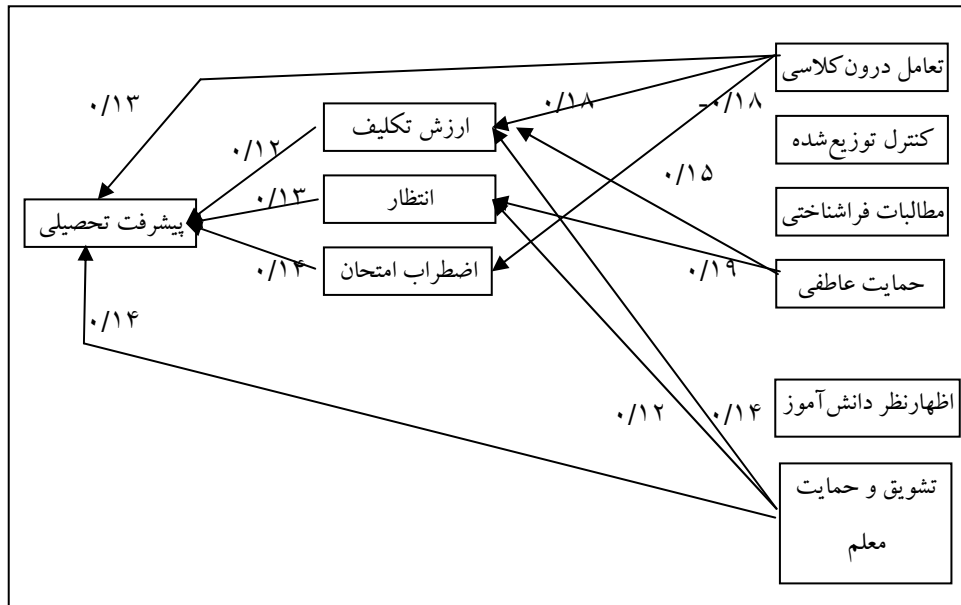 تعامل درون‌کلاسی
۰/۱۳
۰/۱۸
-۰/۱۸
ارزش تکلیف
کنترل توزیع‌شده
۰/۱۲
۰/۱۵
انتظار
۰/۱۳
مطالبات فراشناختی
پیشرفت تحصیلی
اضطراب امتحان
۰/۱۴
۰/۱۹
حمایت عاطفی
۰/۱۴
اظهارنظر دانش‌آموز
۰/۱۴
۰/۱۲
تشویق و حمایت
معلم